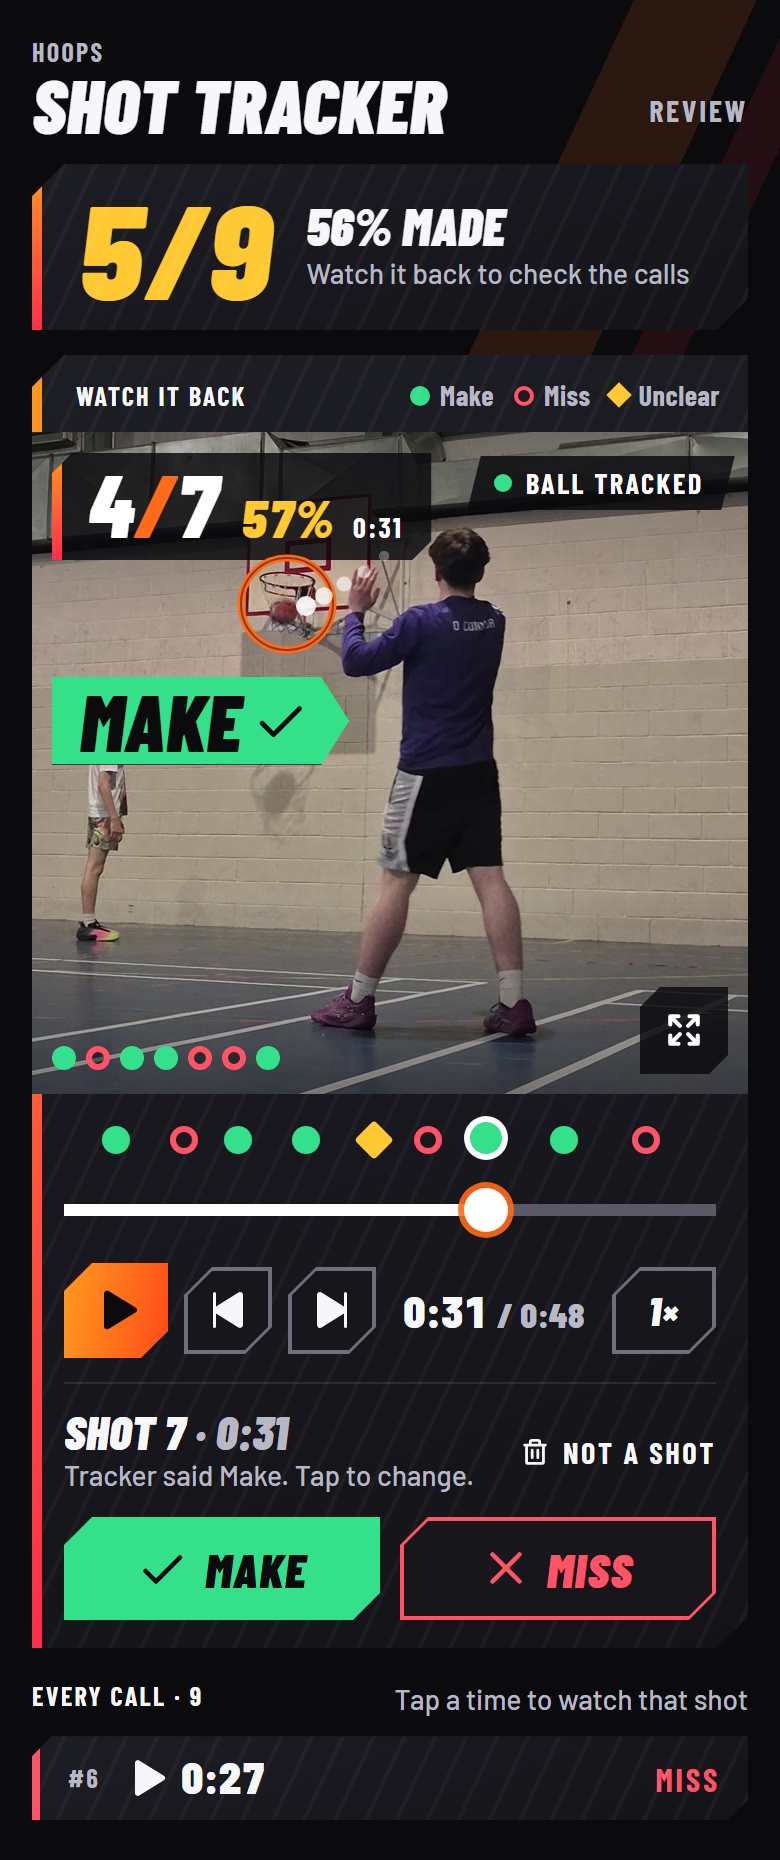 HOOPS
SHOT TRACKER
REVIEW
5/9
56% MADE
Watch it back to check the calls
WATCH IT BACK
Make
Miss
Unclear
4/7 57% 0:31
BALL TRACKED
MAKE
0:31 / 0:48
1×
SHOT 7 · 0:31
Tracker said Make. Tap to change.
NOT A SHOT
MAKE
MISS
EVERY CALL · 9
Tap a time to watch that shot
#6
0:27
MISS